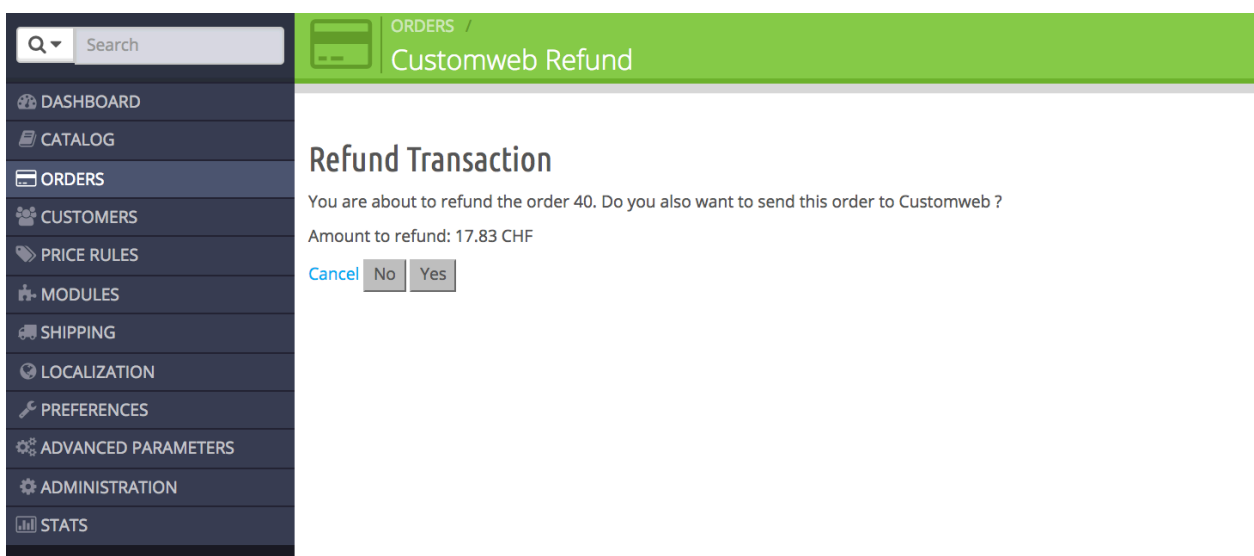 Search
DASHBOARD
CATALOG
ORDERS
CUSTOMERS
PRICE RULES
MODULES
SHIPPING
LOCALIZATION
PREFERENCES
ADVANCED PARAMETERS
ADMINISTRATION
STATS
ORDERS /
Customweb Refund
Refund Transaction
You are about to refund the order 40. Do you also want to send this order to Customweb ?
Amount to refund: 17.83 CHF
Cancel No Yes